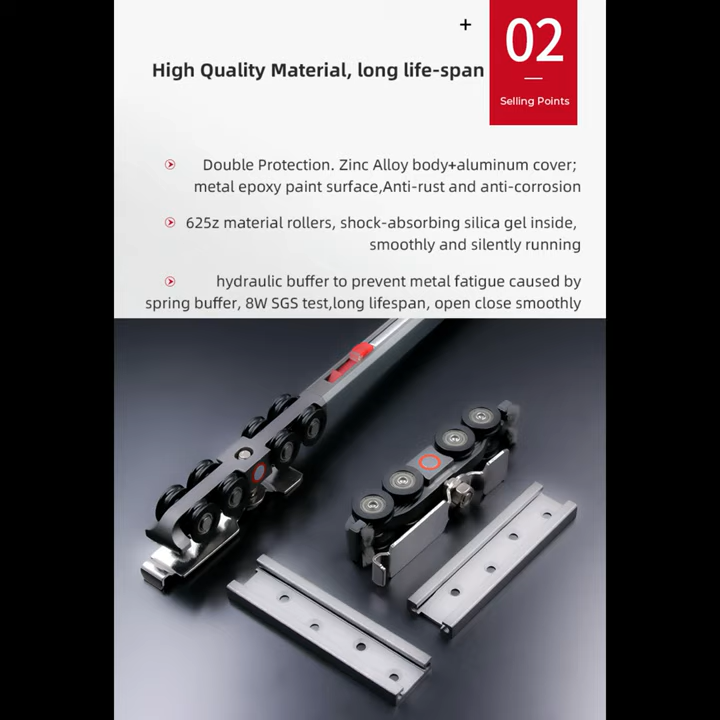 +
02
Selling Points
High Quality Material, long life-span
Double Protection. Zinc Alloy body+aluminum cover;
metal epoxy paint surface,Anti-rust and anti-corrosion
625z material rollers, shock-absorbing silica gel inside,
smoothly and silently running
hydraulic buffer to prevent metal fatigue caused by
spring buffer, 8W SGS test,long lifespan, open close smoothly